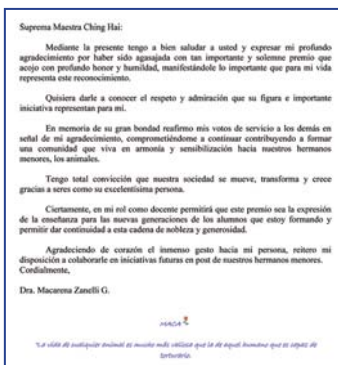 Suprema Maestra Ching Hai:
Mediante la presente tengo a bien saludar a usted y expresar mi profundo
agradecimiento por haber sido agasajada con tan importante y solemne premio que
acojo con profundo honor y humildad, manifestándole lo importante que para mi vida
representa este reconocimiento.
Quisiera darle a conocer el respeto y admiración que su figura e importante
iniciativa representan para mí.
En memoria de su gran bondad reafirmo mis votos de servicio a los demás en
señal de mi agradecimiento, comprometiéndome a continuar contribuyendo a formar
una comunidad que viva en armonía y sensibilización hacia nuestros hermanos
menores, los animales.
Tengo total convicción que nuestra sociedad se mueve, transforma y crece
gracias a seres como su excelentísima persona.
Ciertamente, en mi rol como docente permitirá que este premio sea la expresión
de la enseñanza para las nuevas generaciones de los alumnos que estoy formando y
permitir dar continuidad a esta cadena de nobleza y generosidad.
Agradeciendo de corazón el inmenso gesto hacia mi persona, reitero mi
disposición a colaborarle en iniciativas futuras en post de nuestros hermanos menores.
Cordialmente,
Dra. Macarena Zanelli G.
MACA
"La vida de cualquier animal es mucho más valiosa que la de aquel humano que es capaz de
torturarlo.